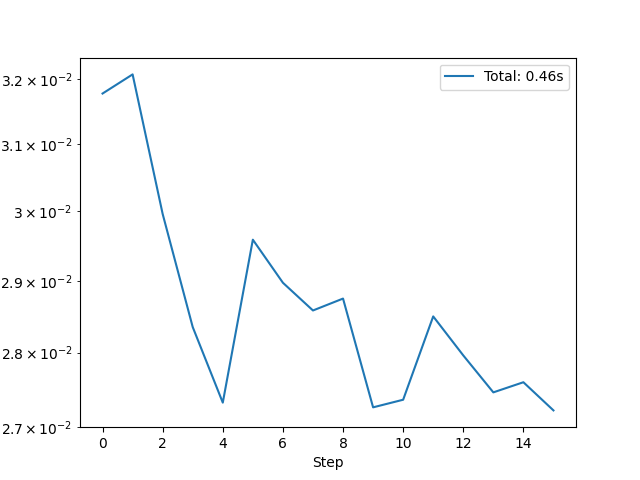 Total: 0.46s
3.2 × 10⁻²
3.1 × 10⁻²
3 × 10⁻²
2.9 × 10⁻²
2.8 × 10⁻²
2.7 × 10⁻²
0 2 4 6 8 10 12 14
Step